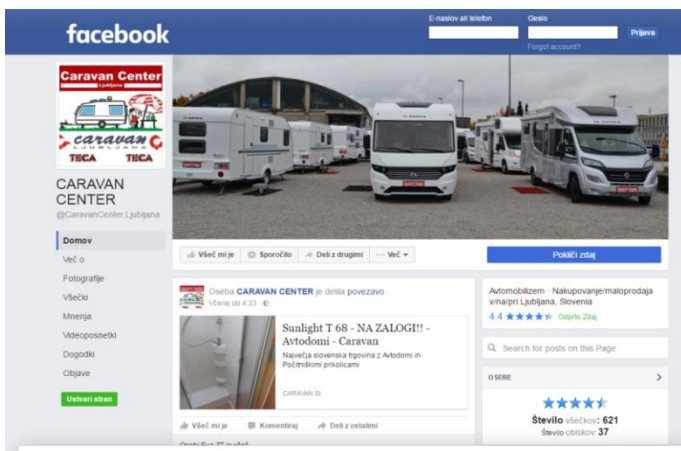 facebook
E-naslov ali telefon
Geslo
Prijava
Forgot account?
Caravan Center
Ljubljana
caravan
LJUBLJANA
TECA TECA
CARAVAN
CENTER
@CaravanCenter.Ljubljana
Domov
Več o
Fotografije
Všečki
Mnenja
Videoposnetki
Dogodki
Objave
Ustvari stran
Všeč mi je
Sporočilo
Deli z drugimi
Več
Pokliči zdaj
Oseba CARAVAN CENTER je delila povezavo.
Včeraj ob 4:33
Sunlight T 68 - NA ZALOGI!! -
Avtodomi - Caravan
Največja slovenska trgovina z Avtodomi in
Počitniškimi prikolicami
CARAVAN.SI
Všeč mi je
Komentiraj
Deli z ostalimi
Avtomobilizem · Nakupovanje/maloprodaja
v/na/pri Ljubljana, Slovenia
4.4
Odprto Zdaj
Search for posts on this Page
OSEBE
Število všečkov: 621
Število obiskov: 37